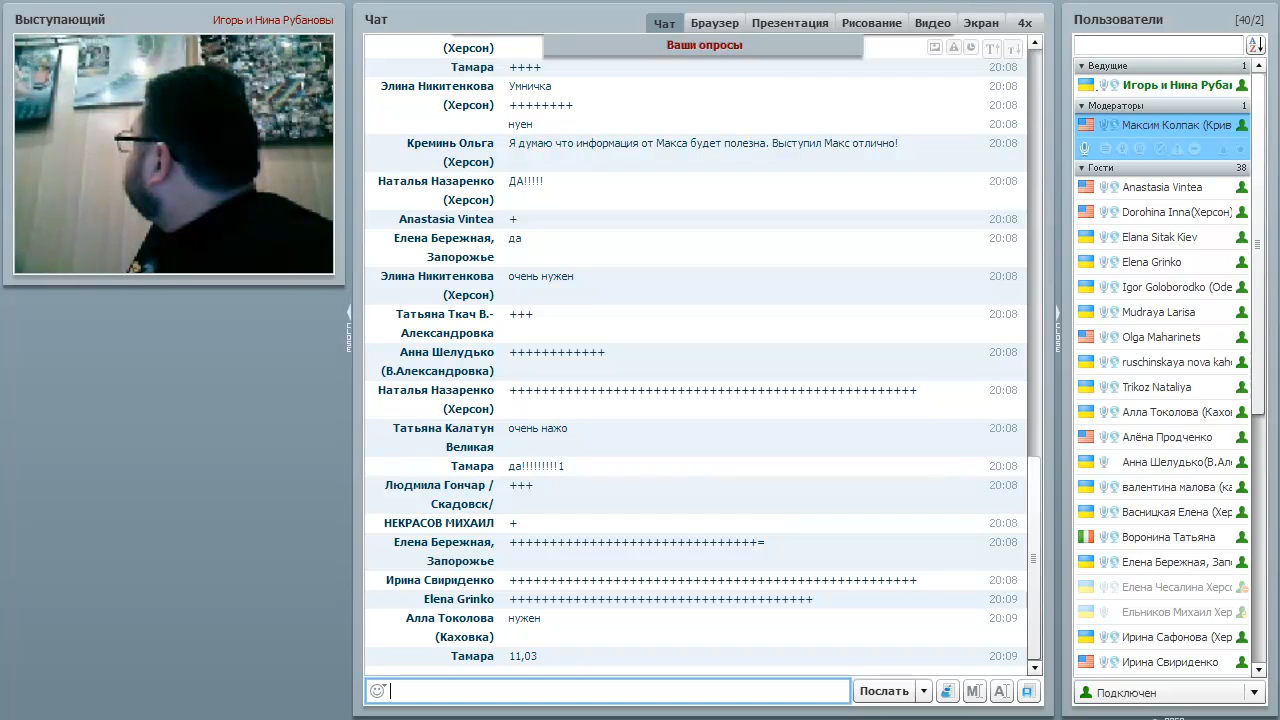 Выступающий
Игорь и Нина Рубановы
Чат
Чат
Браузер
Презентация
Рисование
Видео
Экран
4x
Ваши опросы
(Херсон)
Тамара ++++ 20:08
Элина Никитенкова Умничка 20:08
(Херсон) ++++++++ 20:08
нуен 20:08
Креминь Ольга Я думаю что информация от Макса будет полезна. Выступил Макс отлично! 20:08
(Херсон)
Наталья Назаренко ДА!!!!! 20:08
(Херсон)
Anastasia Vintea + 20:08
Елена Бережная, да 20:08
Запорожье
Элина Никитенкова очень нужен 20:08
(Херсон)
Татьяна Ткач В.- +++ 20:08
Александровка
Анна Шелудько ++++++++++++ 20:08
(В.Александровка)
Наталья Назаренко +++++++++++++++++++++++++++++++++++++++++++++++++++ 20:08
(Херсон)
Татьяна Калатун очень нажо 20:08
Великая
Тамара да!!!!!!!!!1 20:08
Людмила Гончар / +++ 20:08
Скадовск/
НЕКРАСОВ МИХАИЛ + 20:08
Елена Бережная, +++++++++++++++++++++++++++++++= 20:08
Запорожье
Ирина Свириденко +++++++++++++++++++++++++++++++++++++++++++++++++++ 20:08
Elena Grinko ++++++++++++++++++++++++++++++++++++++ 20:09
Алла Токолова нужен 20:09
(Каховка)
Тамара 11,03 20:09
Послать
Пользователи
[40/2]
Ведущие 1
Игорь и Нина Рубан
Модераторы 1
Максим Колпак (Крив
Гости 38
Anastasia Vintea
Dorohina Inna(Херсон)
Elana Sitak Kiev
Elena Grinko
Igor Goloborodko (Ode
Mudraya Larisa
Olga Maharinets
ruschinskaya nova kah
Trikoz Nataliya
Алла Токолова (Кахо
Алёна Продченко
Анна Шелудько(В.Ал
валентина малова (ка
Васницкая Елена (Хер
Воронина Татьяна
Елена Бережная, Зап
Елена Чесалина Херс
Ельников Михаил Хер
Ирина Сафонова (Хер
Ирина Свириденко
Подключен